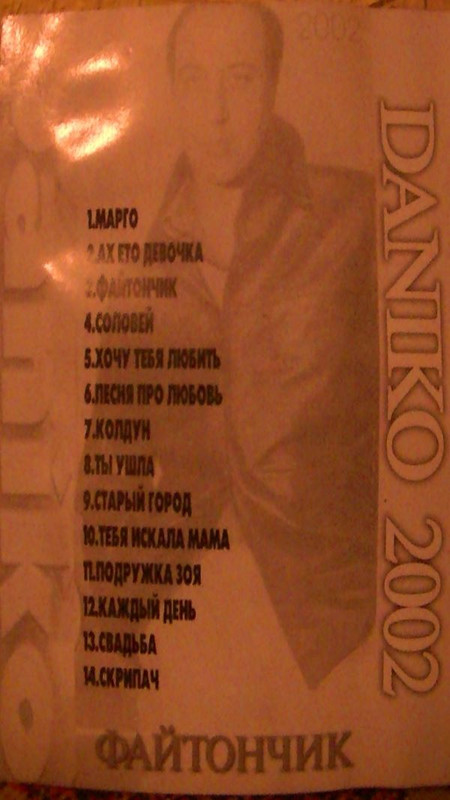 2002
1.МАРГО
2.АХ ЕТО ДЕВОЧКА
3.ФАЙТОНЧИК
4.СОЛОВЕЙ
5.ХОЧУ ТЕБЯ ЛЮБИТЬ
6.ПЕСНЯ ПРО ЛЮБОВЬ
7.КОЛДУН
8.ТЫ УШЛА
9.СТАРЫЙ ГОРОД
10.ТЕБЯ ИСКАЛА МАМА
11.ПОДРУЖКА ЗОЯ
12.КАЖДЫЙ ДЕНЬ
13.СВАДЬБА
14.СКРИПАЧ
ФАЙТОНЧИК
DANIKO 2002